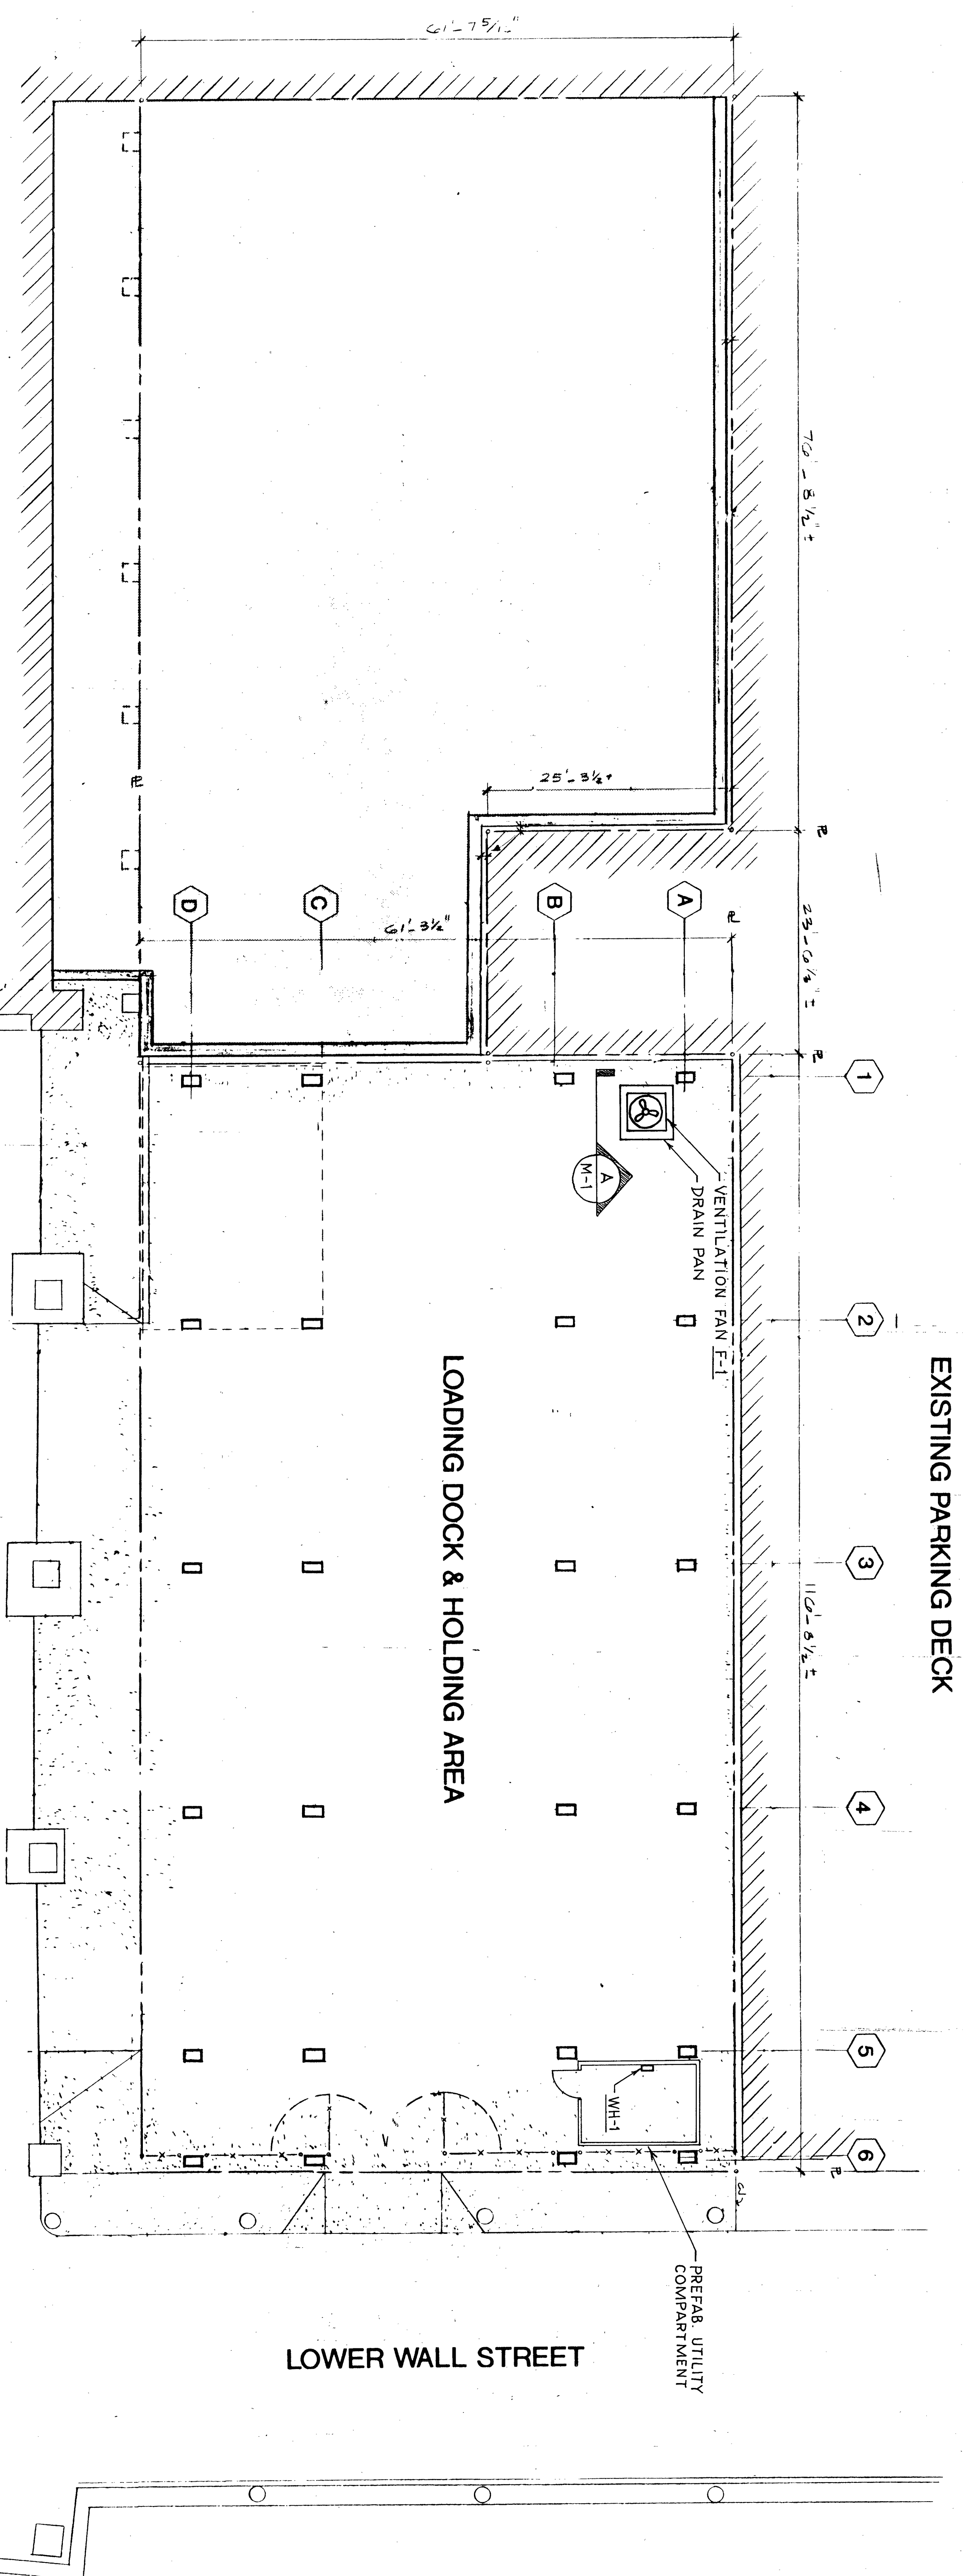 61'-7 5/16"
76'-8 1/2" ±
25'-3 1/2"
℄
℄
23'-6 1/2" ±
61'-3 1/2"
℄
℄
D
C
B
A
1
2
3
4
5
6
A
M-1
VENTILATION FAN F-1
DRAIN PAN
EXISTING PARKING DECK
LOADING DOCK & HOLDING AREA
116'-8 1/2" ±
WH-1
℄
PREFAB. UTILITY
COMPARTMENT
LOWER WALL STREET